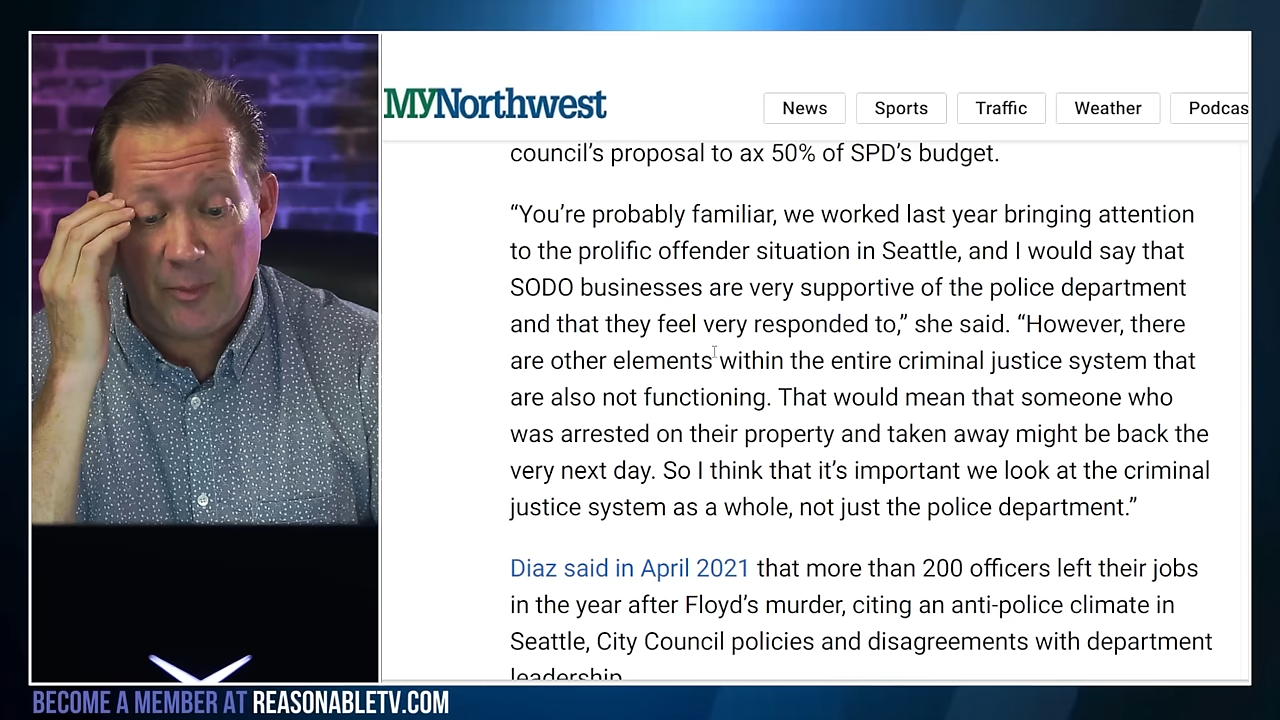 MYNorthwest
News
Sports
Traffic
Weather
Podcas
council’s proposal to ax 50% of SPD’s budget.
“You’re probably familiar, we worked last year bringing attention
to the prolific offender situation in Seattle, and I would say that
SODO businesses are very supportive of the police department
and that they feel very responded to,” she said. “However, there
are other elements within the entire criminal justice system that
are also not functioning. That would mean that someone who
was arrested on their property and taken away might be back the
very next day. So I think that it’s important we look at the criminal
justice system as a whole, not just the police department.”
Diaz said in April 2021 that more than 200 officers left their jobs
in the year after Floyd’s murder, citing an anti-police climate in
Seattle, City Council policies and disagreements with department
leadership
BECOME A MEMBER AT REASONABLETV.COM